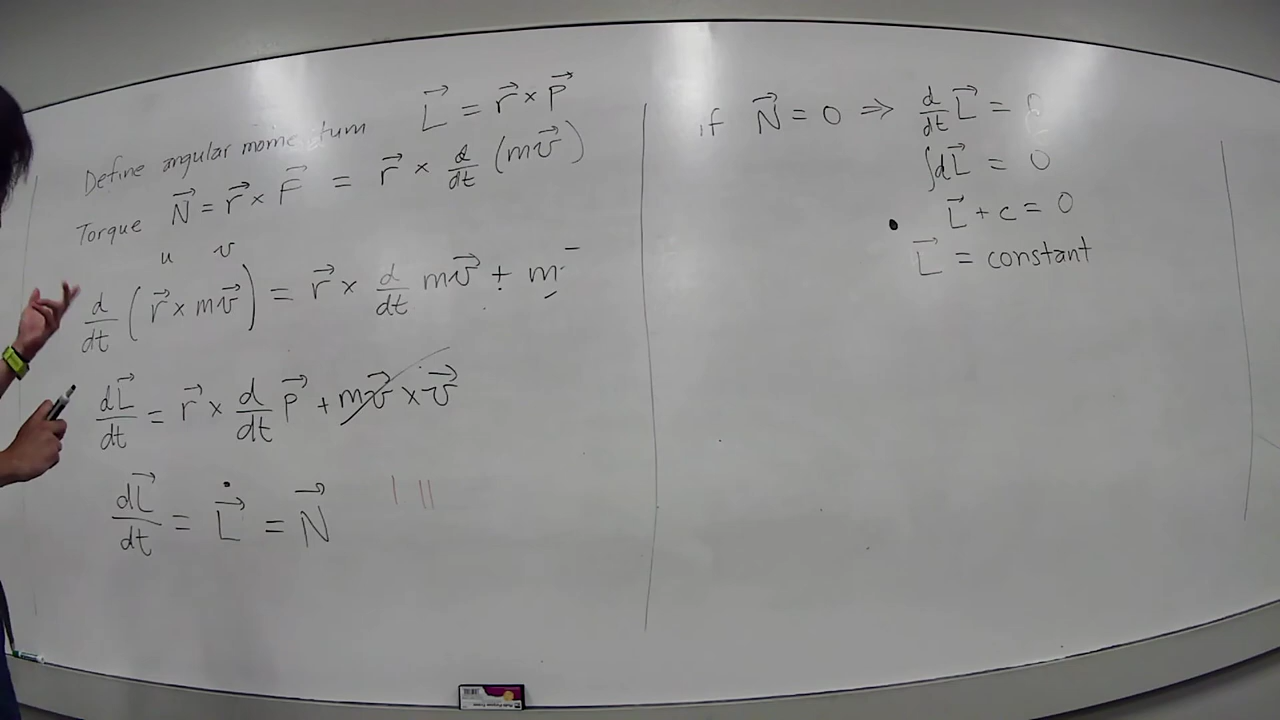 Define angular momentum L⃗ = r⃗ × P⃗
Torque N⃗ = r⃗ × F⃗ = r⃗ × d/dt (mv⃗)
u v
d/dt (r⃗ × mv⃗) = r⃗ × d/dt mv⃗ + m
dL⃗/dt = r⃗ × d/dt P⃗ + mv⃗ × v⃗
dL⃗/dt = L⃗̇ = N⃗
if N⃗ = 0 ⇒ d/dt L⃗ =
∫dL⃗ = 0
L⃗ + c = 0
L⃗ = constant